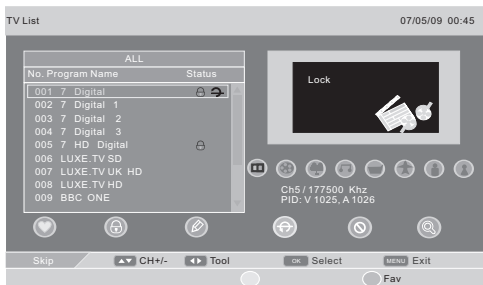 TV List 07/05/09 00:45
ALL
No. Program Name Status
001 7 Digital
002 7 Digital 1
003 7 Digital 2
004 7 Digital 3
005 7 HD Digital
006 LUXE.TV SD
007 LUXE.TV UK HD
008 LUXE.TV HD
009 BBC ONE
Lock
Ch5 / 177500 Khz
PID: V 1025, A 1026
Skip CH+/- Tool OK Select MENU Exit
Fav